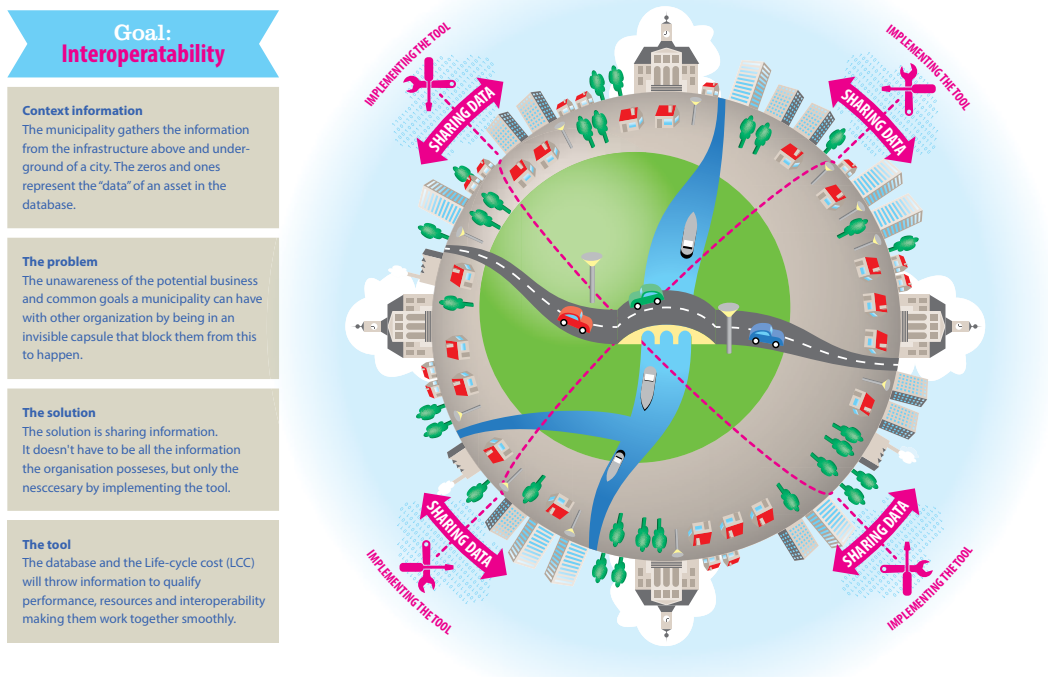 Goal:
Interoperatability
Context information
The municipality gathers the information
from the infrastructure above and under-
ground of a city. The zeros and ones
represent the “data” of an asset in the
database.
The problem
The unawareness of the potential business
and common goals a municipality can have
with other organization by being in an
invisible capsule that block them from this
to happen.
The solution
The solution is sharing information.
It doesn't have to be all the information
the organisation posseses, but only the
nesccesary by implementing the tool.
The tool
The database and the Life-cycle cost (LCC)
will throw information to qualify
performance, resources and interoperability
making them work together smoothly.
IMPLEMENTING THE TOOL
SHARING DATA
IMPLEMENTING THE TOOL
SHARING DATA
IMPLEMENTING THE TOOL
SHARING DATA
IMPLEMENTING THE TOOL
SHARING DATA